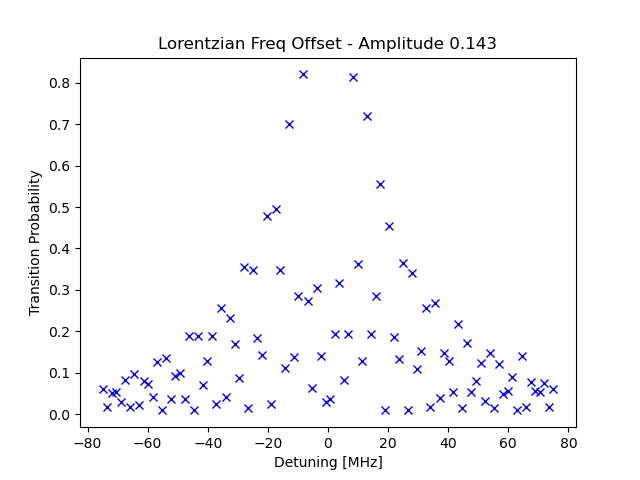 Lorentzian Freq Offset - Amplitude 0.143
Transition Probability
0.8
0.7
0.6
0.5
0.4
0.3
0.2
0.1
0.0
−80 −60 −40 −20 0 20 40 60 80
Detuning [MHz]